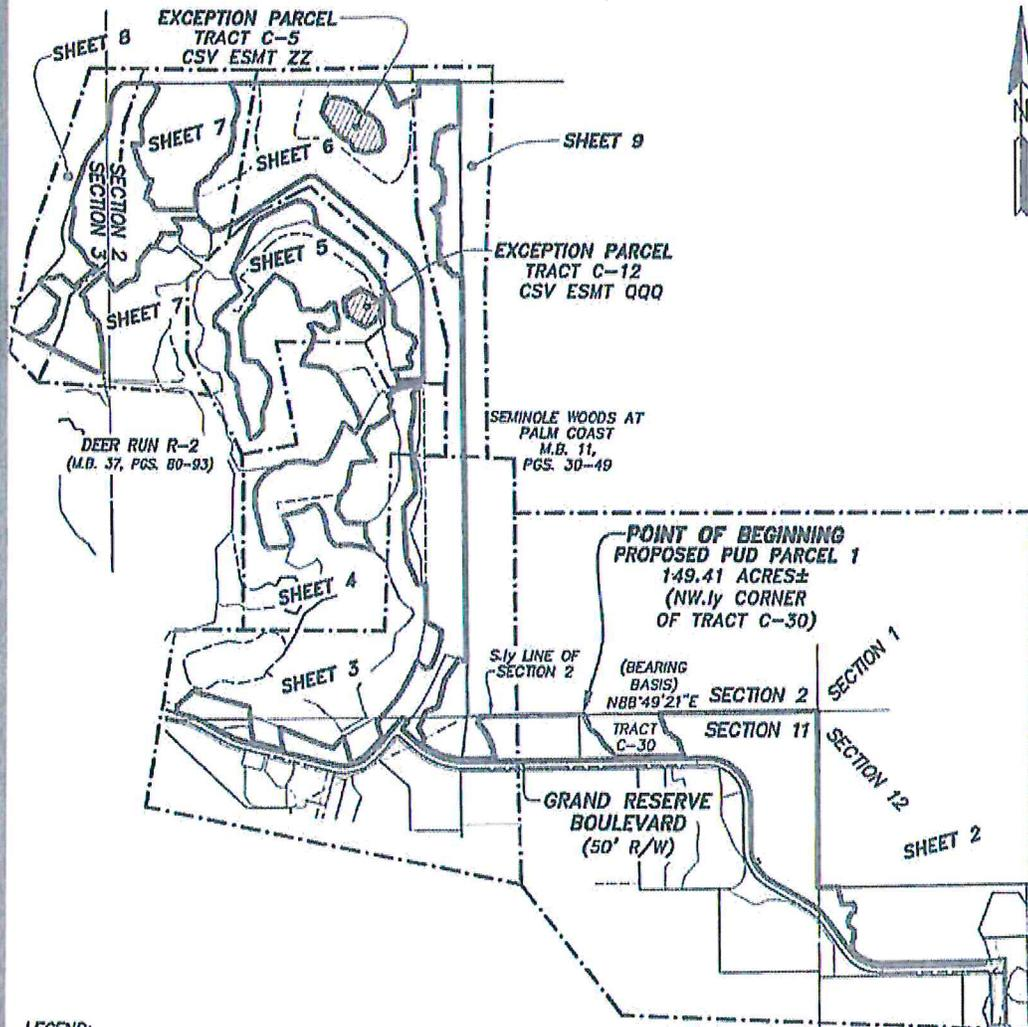 EXCEPTION PARCEL
TRACT C-5
CSV ESMT ZZ
SHEET 8
SHEET 7
SHEET 6
SHEET 9
SECTION 2
SECTION 3
SHEET 5
EXCEPTION PARCEL
TRACT C-12
CSV ESMT QQQ
SHEET 7
DEER RUN R-2
(M.B. 37, PGS. 80-93)
SEMINOLE WOODS AT
PALM COAST
M.B. 11,
PGS. 30-49
POINT OF BEGINNING
PROPOSED PUD PARCEL 1
149.41 ACRES±
(NW.ly CORNER
OF TRACT C-30)
SHEET 4
SHEET 3
S.ly LINE OF
SECTION 2
(BEARING
BASIS)
N88°49'21"E
SECTION 2
SECTION 1
TRACT
C-30
SECTION 11
SECTION 12
GRAND RESERVE
BOULEVARD
(50' R/W)
SHEET 2
LEGEND: